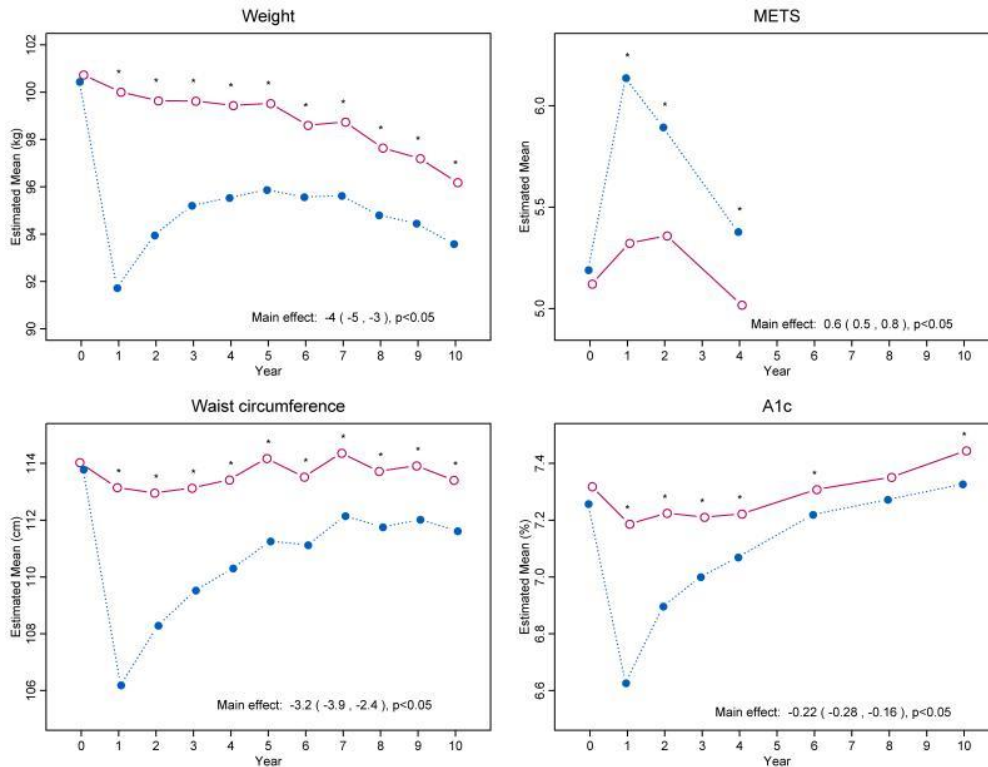 Weight
Estimated Mean (kg)
102
100
98
96
94
92
90
* * * * * * * * * *
Main effect: -4 ( -5 , -3 ), p<0.05
0 1 2 3 4 5 6 7 8 9 10
Year
METS
Estimated Mean
6.0
5.5
5.0
* * *
Main effect: 0.6 ( 0.5 , 0.8 ), p<0.05
0 1 2 3 4 5 6 7 8 9 10
Year
Waist circumference
Estimated Mean (cm)
114
112
110
108
106
* * * * * * * * * *
Main effect: -3.2 ( -3.9 , -2.4 ), p<0.05
0 1 2 3 4 5 6 7 8 9 10
Year
A1c
Estimated Mean (%)
7.4
7.2
7.0
6.8
6.6
* * * * * *
Main effect: -0.22 ( -0.28 , -0.16 ), p<0.05
0 1 2 3 4 5 6 7 8 9 10
Year